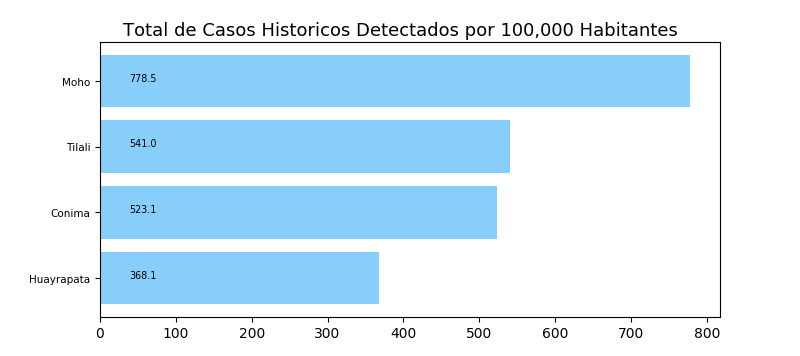 Total de Casos Historicos Detectados por 100,000 Habitantes
Moho 778.5
Tilali 541.0
Conima 523.1
Huayrapata 368.1
0 100 200 300 400 500 600 700 800